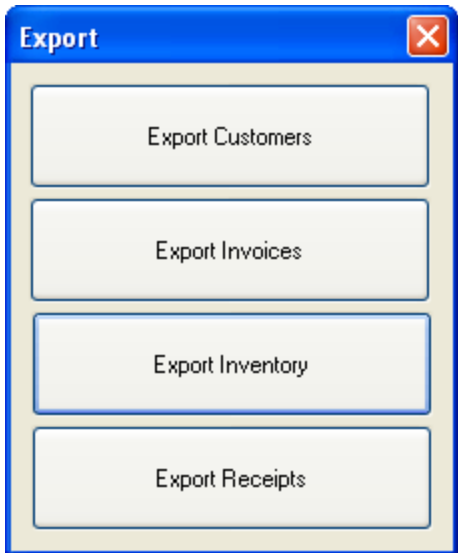 Export
Export Customers
Export Invoices
Export Inventory
Export Receipts